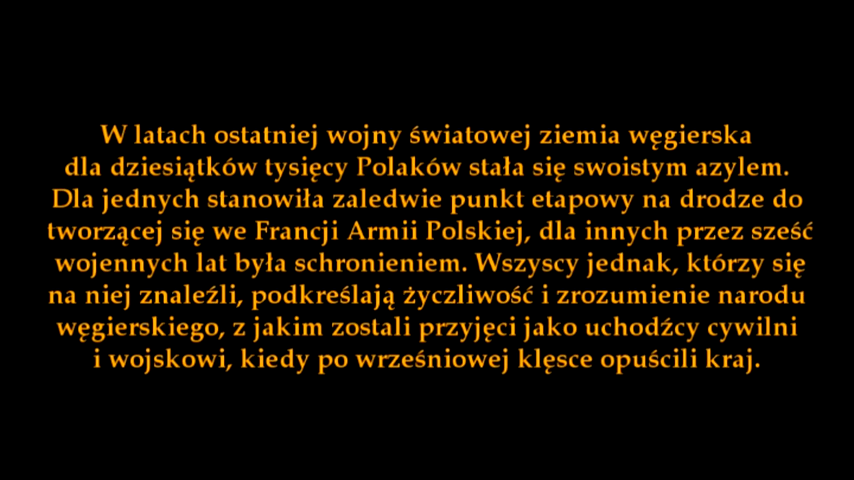 W latach ostatniej wojny światowej ziemia węgierska
dla dziesiątków tysięcy Polaków stała się swoistym azylem.
Dla jednych stanowiła zaledwie punkt etapowy na drodze do
tworzącej się we Francji Armii Polskiej, dla innych przez sześć
wojennych lat była schronieniem. Wszyscy jednak, którzy się
na niej znaleźli, podkreślają życzliwość i zrozumienie narodu
węgierskiego, z jakim zostali przyjęci jako uchodźcy cywilni
i wojskowi, kiedy po wrześniowej klęsce opuścili kraj.